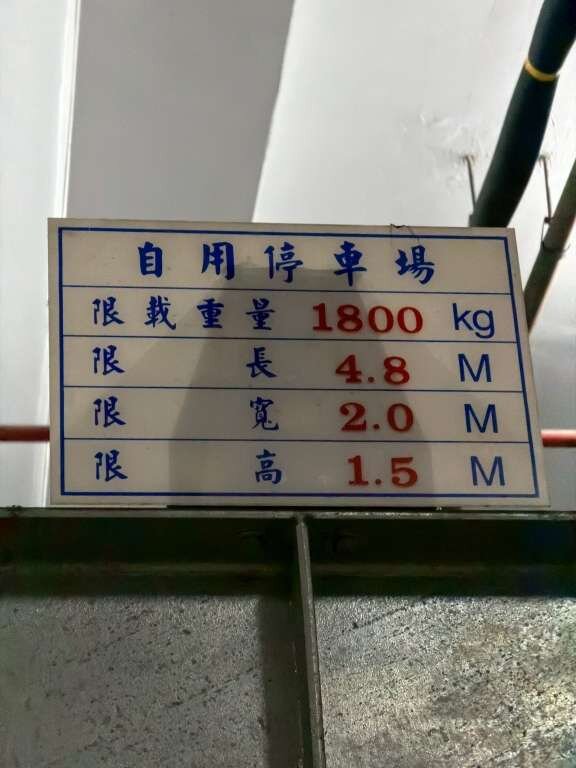 自用停車場
限載重量 1800 kg
限長 4.8 M
限寬 2.0 M
限高 1.5 M